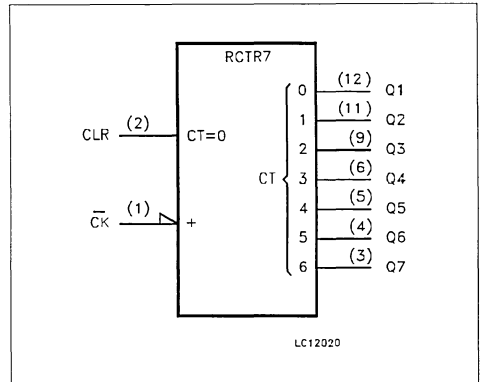 RCTR7
0 (12) Q1
1 (11) Q2
CLR (2) CT=0 2 (9) Q3
CT 3 (6) Q4
4 (5) Q5
C̅K̅ (1) + 5 (4) Q6
6 (3) Q7
LC12020